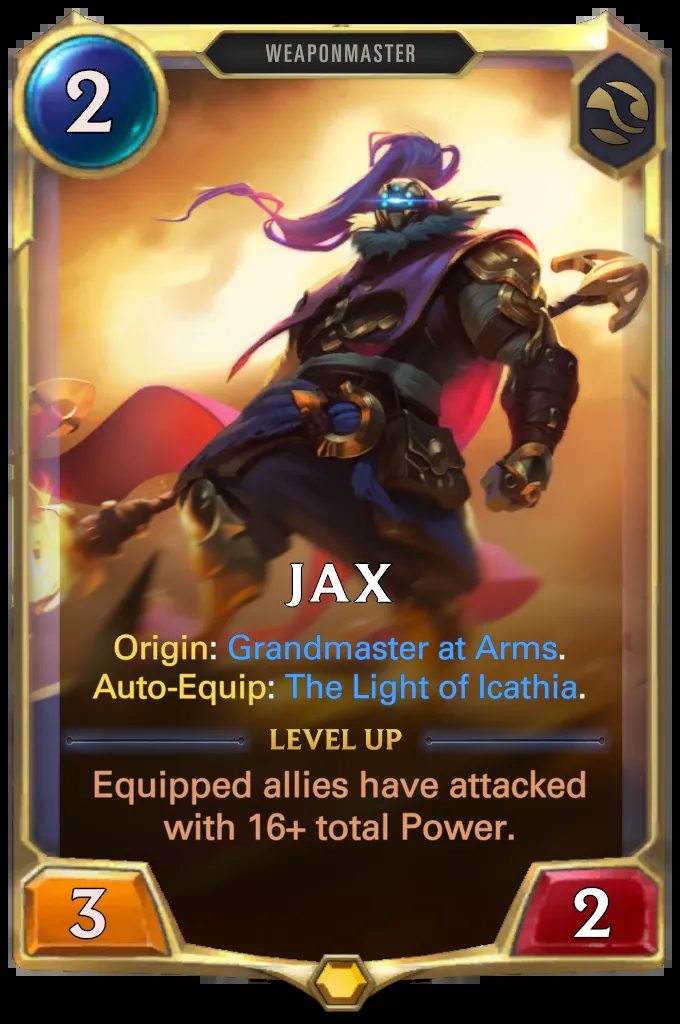 WEAPONMASTER
2
JAX
Origin: Grandmaster at Arms.
Auto-Equip: The Light of Icathia.
LEVEL UP
Equipped allies have attacked
with 16+ total Power.
3
2